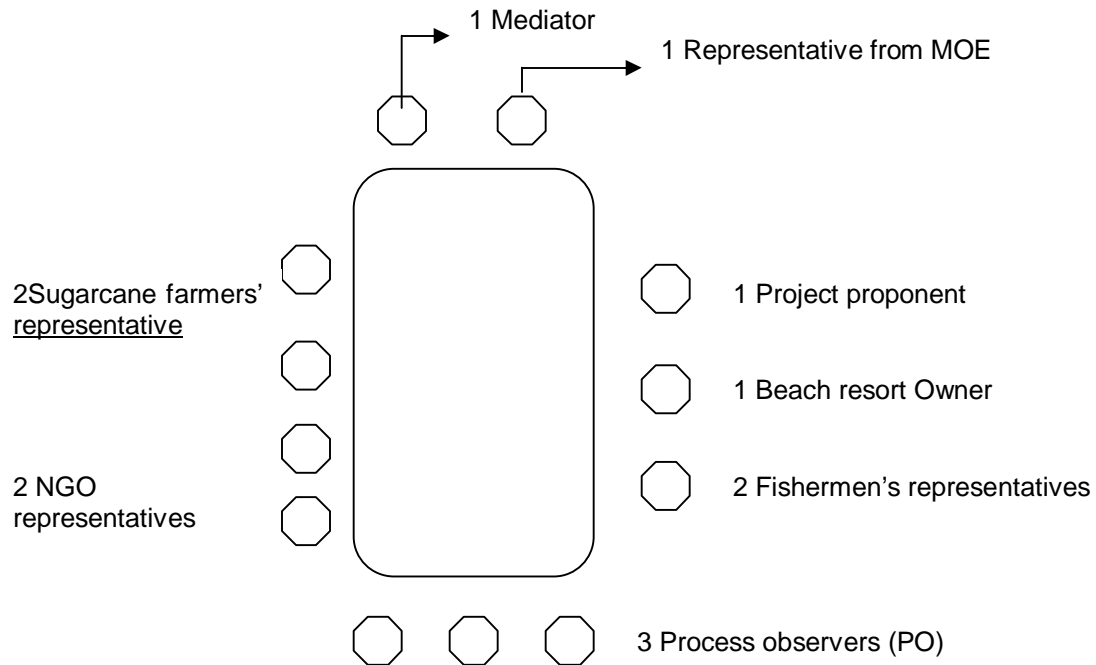 1 Mediator
1 Representative from MOE
2Sugarcane farmers’
representative
1 Project proponent
1 Beach resort Owner
2 NGO
representatives
2 Fishermen’s representatives
3 Process observers (PO)